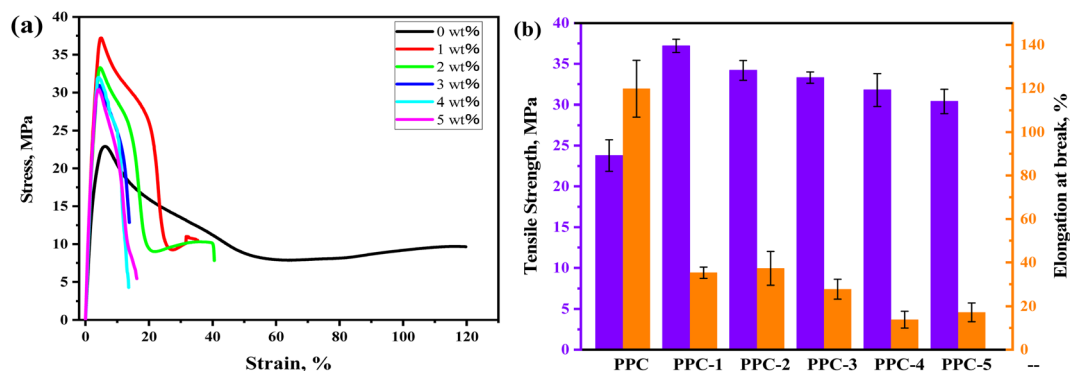 (a)
40
35
30
25
20
15
10
5
0
Stress, MPa
0 wt%
1 wt%
2 wt%
3 wt%
4 wt%
5 wt%
0 20 40 60 80 100 120
Strain, %
(b)
40
35
30
25
20
15
10
5
0
Tensile Strength, MPa
140
120
100
80
60
40
20
0
Elongation at break, %
PPC PPC-1 PPC-2 PPC-3 PPC-4 PPC-5 --